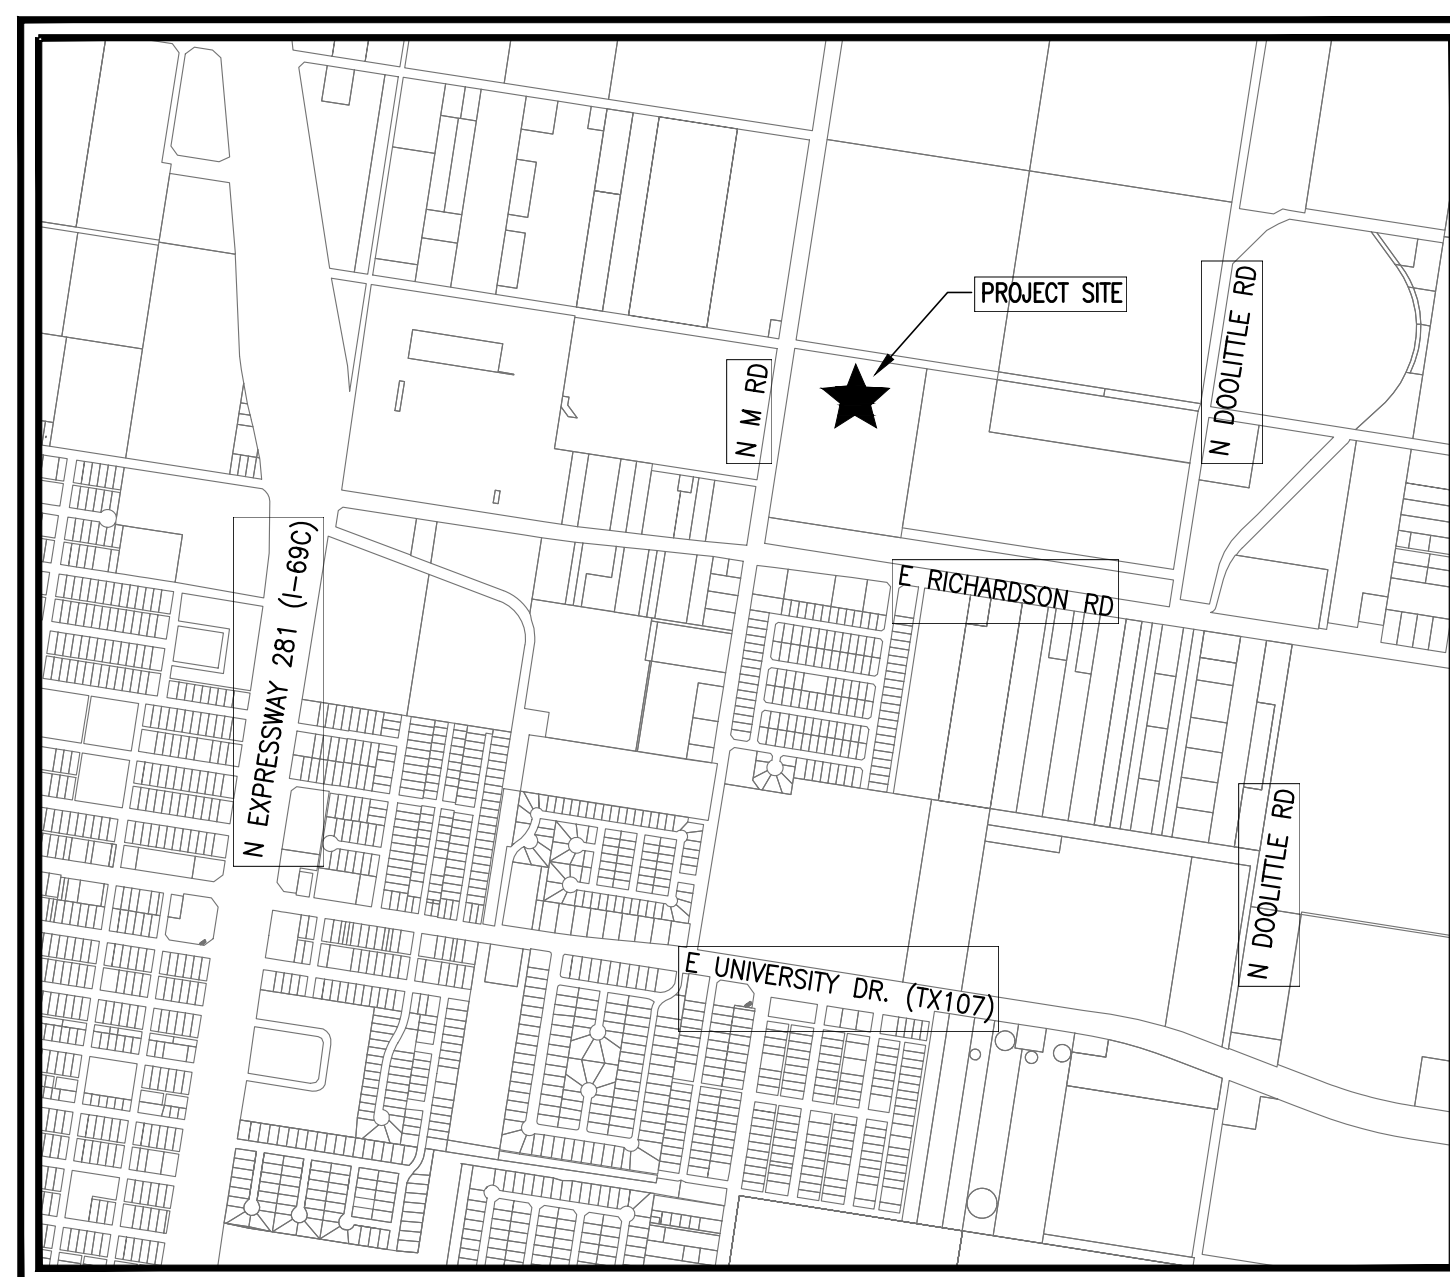 PROJECT SITE
N DOOLITTLE RD
N M RD
E RICHARDSON RD
N EXPRESSWAY 281 (I-69C)
N DOOLITTLE RD
E UNIVERSITY DR. (TX107)